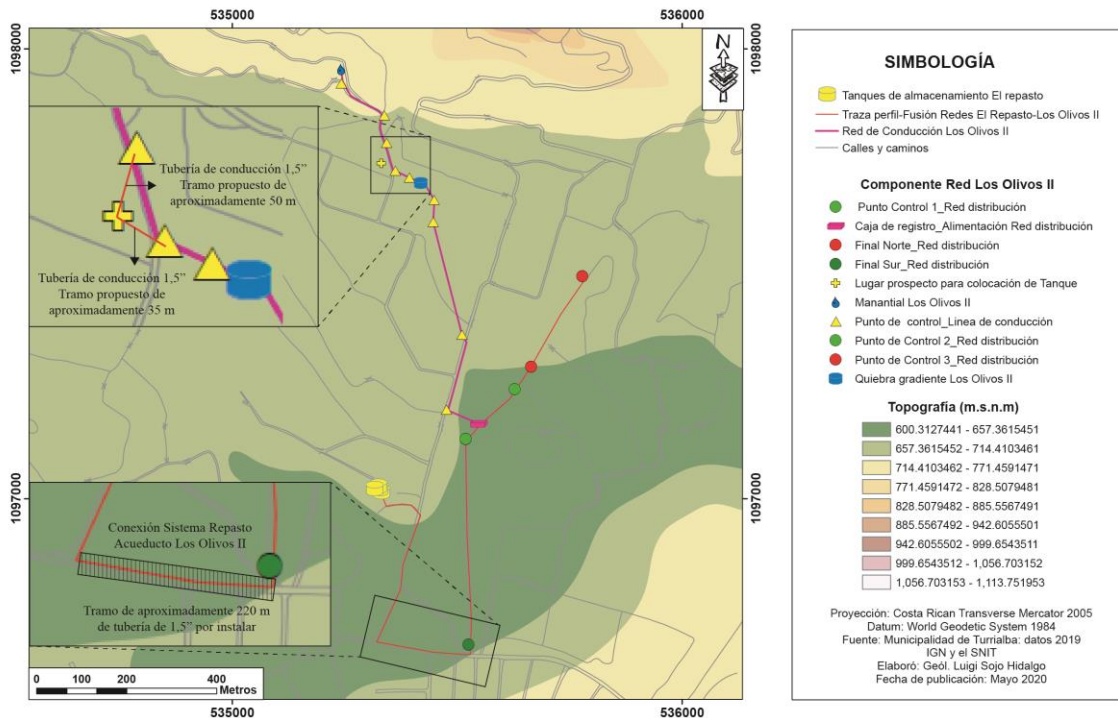 535000
536000
1098000
1098000
N
Tubería de conducción 1,5”
Tramo propuesto de
aproximadamente 50 m
Tubería de conducción 1,5”
Tramo propuesto de
aproximadamente 35 m
1097000
1097000
Conexión Sistema Repasto
Acueducto Los Olivos II
Tramo de aproximadamente 220 m
de tubería de 1,5” por instalar
0 100 200 400
Metros
535000
536000
SIMBOLOGÍA
Tanques de almacenamiento El repasto
Traza perfil-Fusión Redes El Repasto-Los Olivos II
Red de Conducción Los Olivos II
Calles y caminos
Componente Red Los Olivos II
Punto Control 1_Red distribución
Caja de registro_Alimentación Red distribución
Final Norte_Red distribución
Final Sur_Red distribución
Lugar prospecto para colocación de Tanque
Manantial Los Olivos II
Punto de control_Linea de conducción
Punto de Control 2_Red distribución
Punto de Control 3_Red distribución
Quiebra gradiente Los Olivos II
Topografía (m.s.n.m)
600.3127441 - 657.3615451
657.3615452 - 714.4103461
714.4103462 - 771.4591471
771.4591472 - 828.5079481
828.5079482 - 885.5567491
885.5567492 - 942.6055501
942.6055502 - 999.6543511
999.6543512 - 1,056.703152
1,056.703153 - 1,113.751953
Proyección: Costa Rican Transverse Mercator 2005
Datum: World Geodetic System 1984
Fuente: Municipalidad de Turrialba: datos 2019
IGN y el SNIT
Elaboró: Geól. Luigi Sojo Hidalgo
Fecha de publicación: Mayo 2020